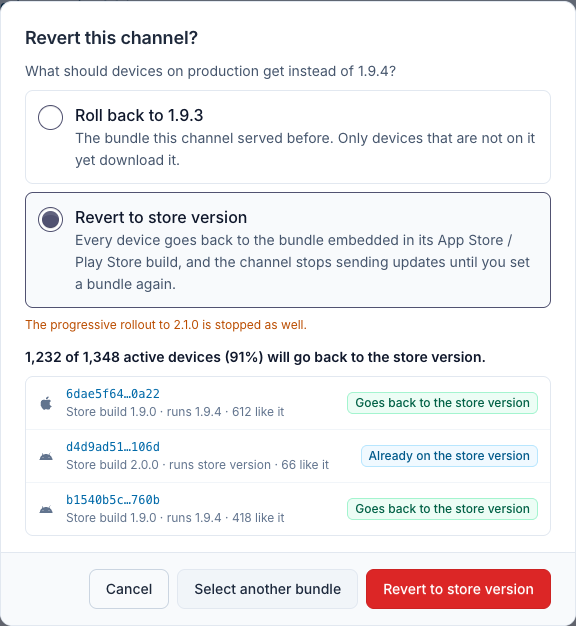 Revert this channel?
What should devices on production get instead of 1.9.4?
Roll back to 1.9.3
The bundle this channel served before. Only devices that are not on it
yet download it.
Revert to store version
Every device goes back to the bundle embedded in its App Store /
Play Store build, and the channel stops sending updates until you set
a bundle again.
The progressive rollout to 2.1.0 is stopped as well.
1,232 of 1,348 active devices (91%) will go back to the store version.
6dae5f64…0a22
Store build 1.9.0 · runs 1.9.4 · 612 like it
Goes back to the store version
d4d9ad51…106d
Store build 2.0.0 · runs store version · 66 like it
Already on the store version
b1540b5c…760b
Store build 1.9.0 · runs 1.9.4 · 418 like it
Goes back to the store version
Cancel
Select another bundle
Revert to store version